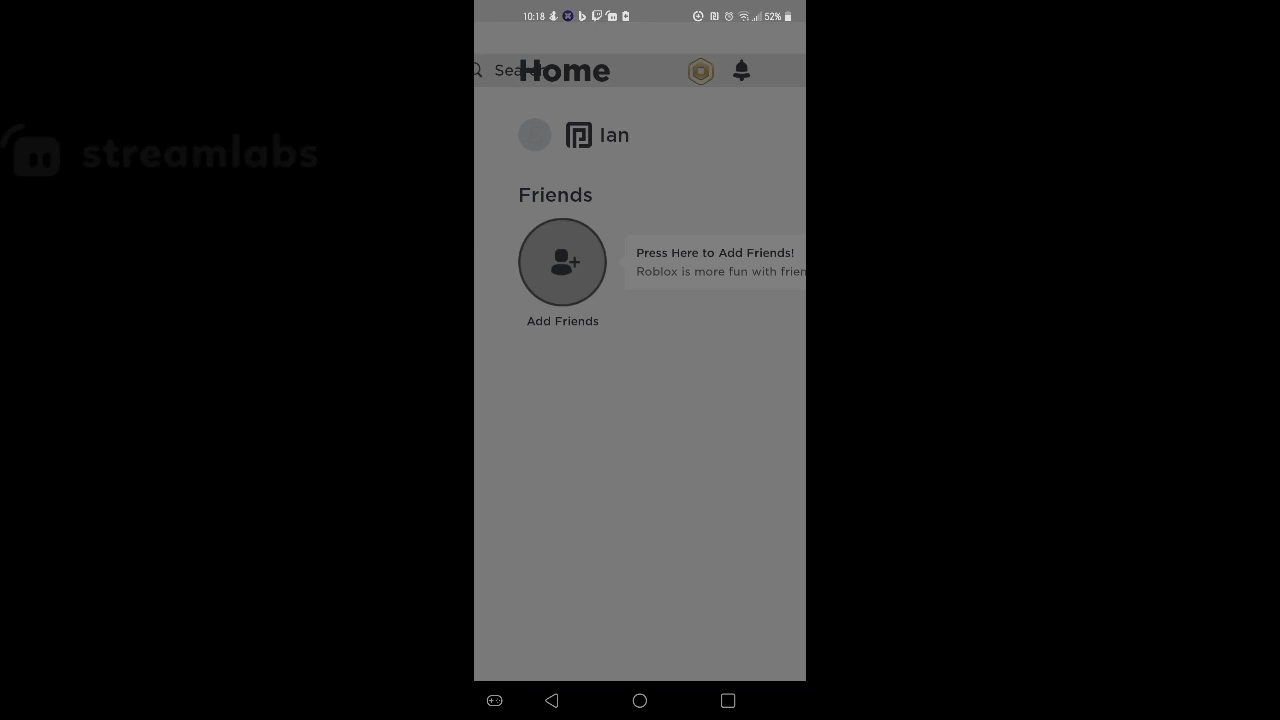 10:18
52%
Search
Home
streamlabs
Ian
Friends
Press Here to Add Friends!
Roblox is more fun with frien
Add Friends